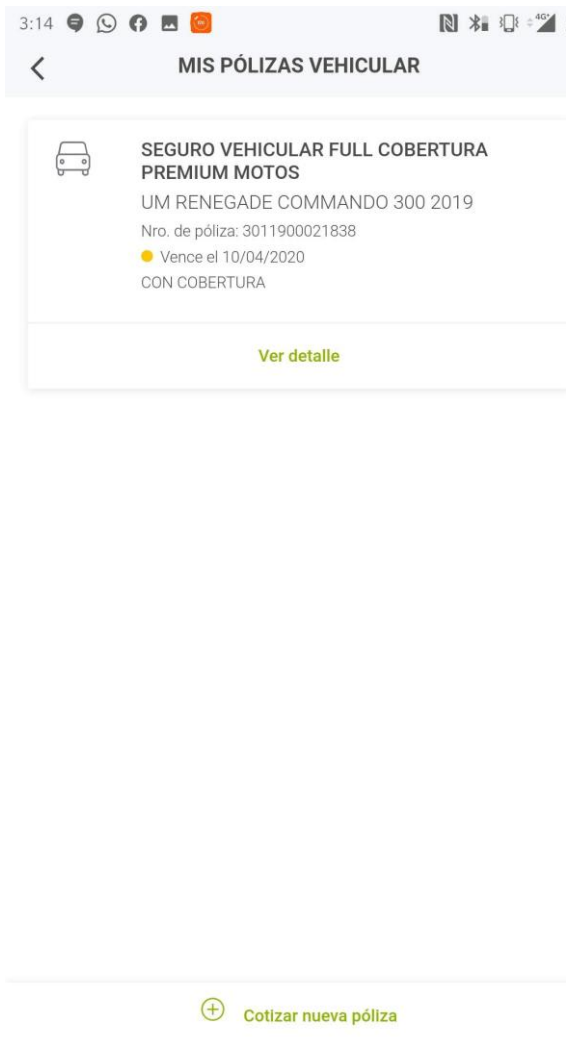 3:14
4G+
MIS PÓLIZAS VEHICULAR
SEGURO VEHICULAR FULL COBERTURA
PREMIUM MOTOS
UM RENEGADE COMMANDO 300 2019
Nro. de póliza: 3011900021838
Vence el 10/04/2020
CON COBERTURA
Ver detalle
Cotizar nueva póliza